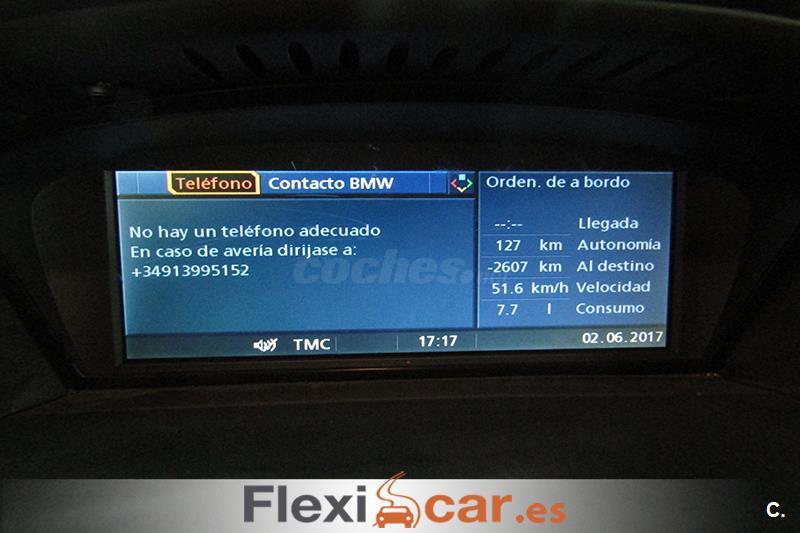 Teléfono Contacto BMW
No hay un teléfono adecuado
En caso de avería dirijase a:
+34913995152
TMC
17:17
Orden. de a bordo
--:-- Llegada
127 km Autonomía
-2607 km Al destino
51.6 km/h Velocidad
7.7 l Consumo
02.06.2017
coches.
Flexicar.es
C.